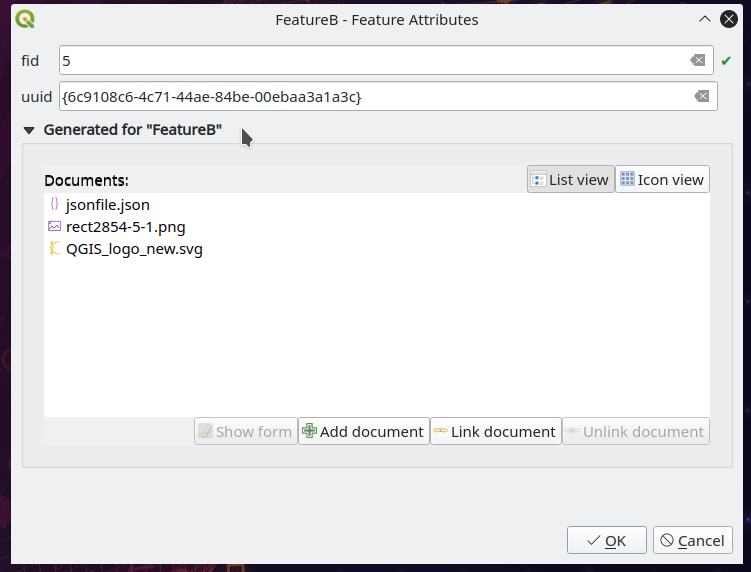 FeatureB - Feature Attributes
fid 5
uuid {6c9108c6-4c71-44ae-84be-00ebaa3a1a3c}
Generated for "FeatureB"
Documents: List view Icon view
jsonfile.json
rect2854-5-1.png
QGIS_logo_new.svg
Show form Add document Link document Unlink document
OK Cancel